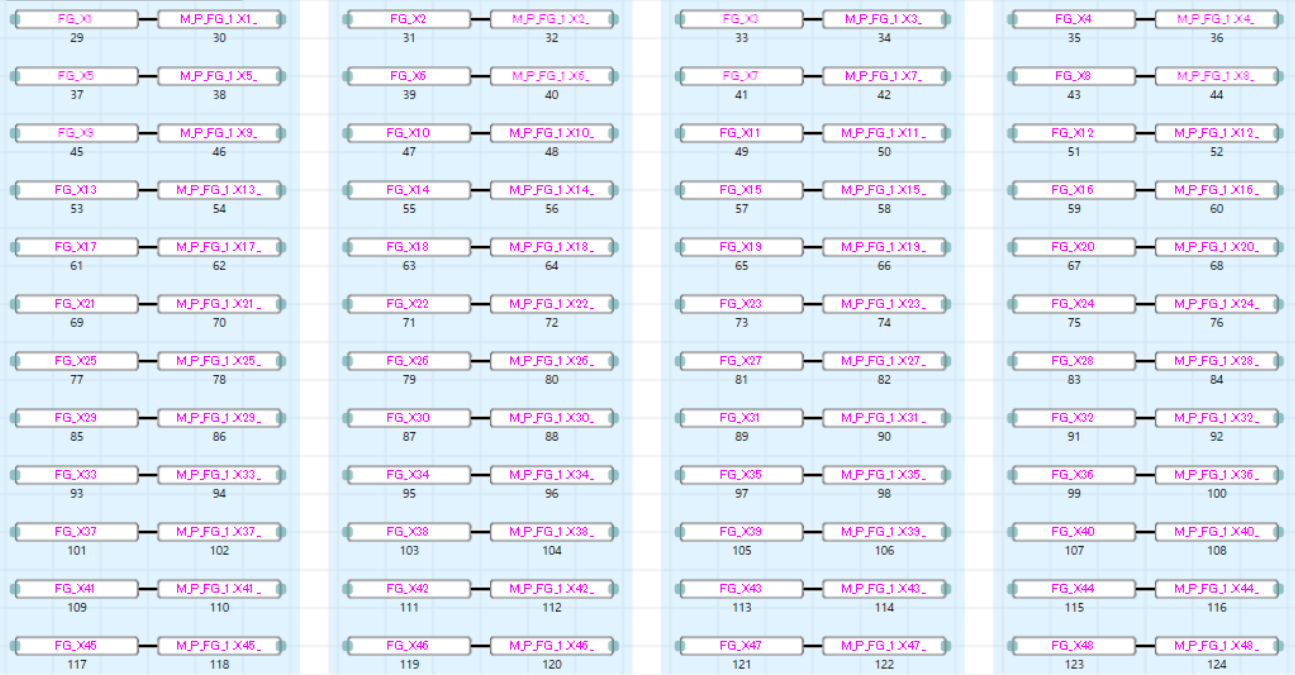 FG_X1 M_P_FG_1.X1_ FG_X2 M_P_FG_1.X2_ FG_X3 M_P_FG_1.X3_ FG_X4 M_P_FG_1.X4_
29 30 31 32 33 34 35 36
FG_X5 M_P_FG_1.X5_ FG_X6 M_P_FG_1.X6_ FG_X7 M_P_FG_1.X7_ FG_X8 M_P_FG_1.X8_
37 38 39 40 41 42 43 44
FG_X9 M_P_FG_1.X9_ FG_X10 M_P_FG_1.X10_ FG_X11 M_P_FG_1.X11_ FG_X12 M_P_FG_1.X12_
45 46 47 48 49 50 51 52
FG_X13 M_P_FG_1.X13_ FG_X14 M_P_FG_1.X14_ FG_X15 M_P_FG_1.X15_ FG_X16 M_P_FG_1.X16_
53 54 55 56 57 58 59 60
FG_X17 M_P_FG_1.X17_ FG_X18 M_P_FG_1.X18_ FG_X19 M_P_FG_1.X19_ FG_X20 M_P_FG_1.X20_
61 62 63 64 65 66 67 68
FG_X21 M_P_FG_1.X21_ FG_X22 M_P_FG_1.X22_ FG_X23 M_P_FG_1.X23_ FG_X24 M_P_FG_1.X24_
69 70 71 72 73 74 75 76
FG_X25 M_P_FG_1.X25_ FG_X26 M_P_FG_1.X26_ FG_X27 M_P_FG_1.X27_ FG_X28 M_P_FG_1.X28_
77 78 79 80 81 82 83 84
FG_X29 M_P_FG_1.X29_ FG_X30 M_P_FG_1.X30_ FG_X31 M_P_FG_1.X31_ FG_X32 M_P_FG_1.X32_
85 86 87 88 89 90 91 92
FG_X33 M_P_FG_1.X33_ FG_X34 M_P_FG_1.X34_ FG_X35 M_P_FG_1.X35_ FG_X36 M_P_FG_1.X36_
93 94 95 96 97 98 99 100
FG_X37 M_P_FG_1.X37_ FG_X38 M_P_FG_1.X38_ FG_X39 M_P_FG_1.X39_ FG_X40 M_P_FG_1.X40_
101 102 103 104 105 106 107 108
FG_X41 M_P_FG_1.X41_ FG_X42 M_P_FG_1.X42_ FG_X43 M_P_FG_1.X43_ FG_X44 M_P_FG_1.X44_
109 110 111 112 113 114 115 116
FG_X45 M_P_FG_1.X45_ FG_X46 M_P_FG_1.X46_ FG_X47 M_P_FG_1.X47_ FG_X48 M_P_FG_1.X48_
117 118 119 120 121 122 123 124